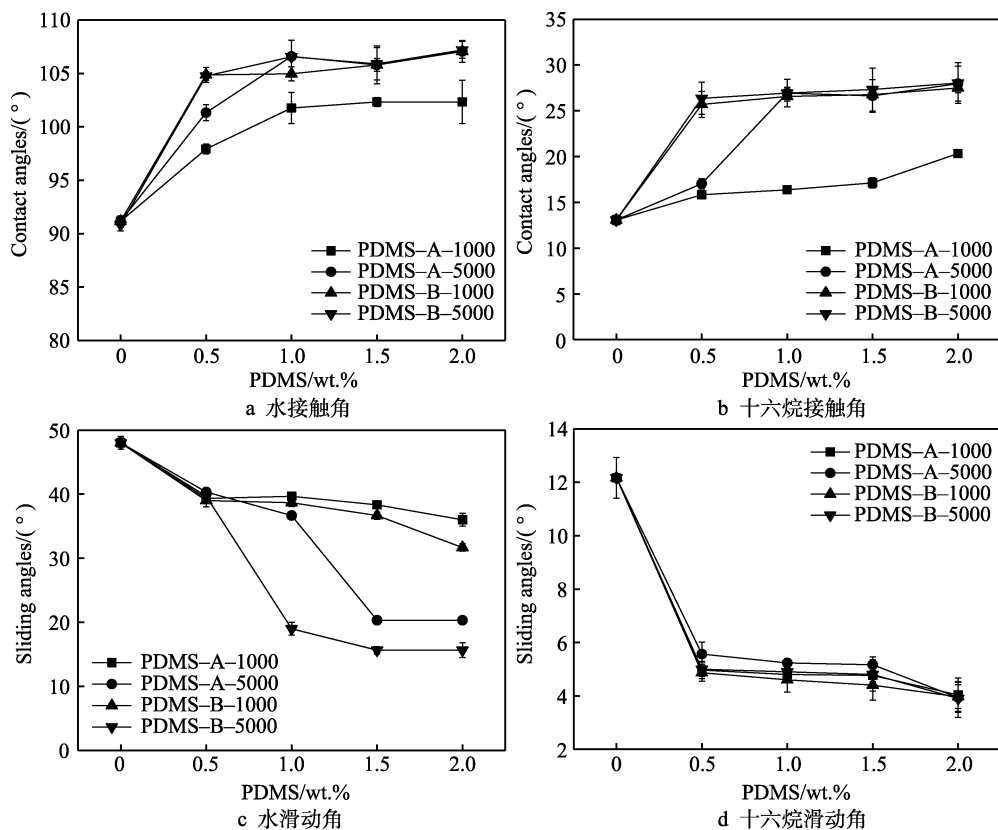 Contact angles/( ° )
110
105
100
95
90
85
80
PDMS–A–1000
PDMS–A–5000
PDMS–B–1000
PDMS–B–5000
0 0.5 1.0 1.5 2.0
PDMS/wt.%
a 水接触角
Contact angles/( ° )
35
30
25
20
15
10
5
0
PDMS–A–1000
PDMS–A–5000
PDMS–B–1000
PDMS–B–5000
0 0.5 1.0 1.5 2.0
PDMS/wt.%
b 十六烷接触角
Sliding angles/( ° )
50
40
30
20
10
0
PDMS–A–1000
PDMS–A–5000
PDMS–B–1000
PDMS–B–5000
0 0.5 1.0 1.5 2.0
PDMS/wt.%
c 水滑动角
Sliding angles/( ° )
14
12
10
8
6
4
2
PDMS–A–1000
PDMS–A–5000
PDMS–B–1000
PDMS–B–5000
0 0.5 1.0 1.5 2.0
PDMS/wt.%
d 十六烷滑动角